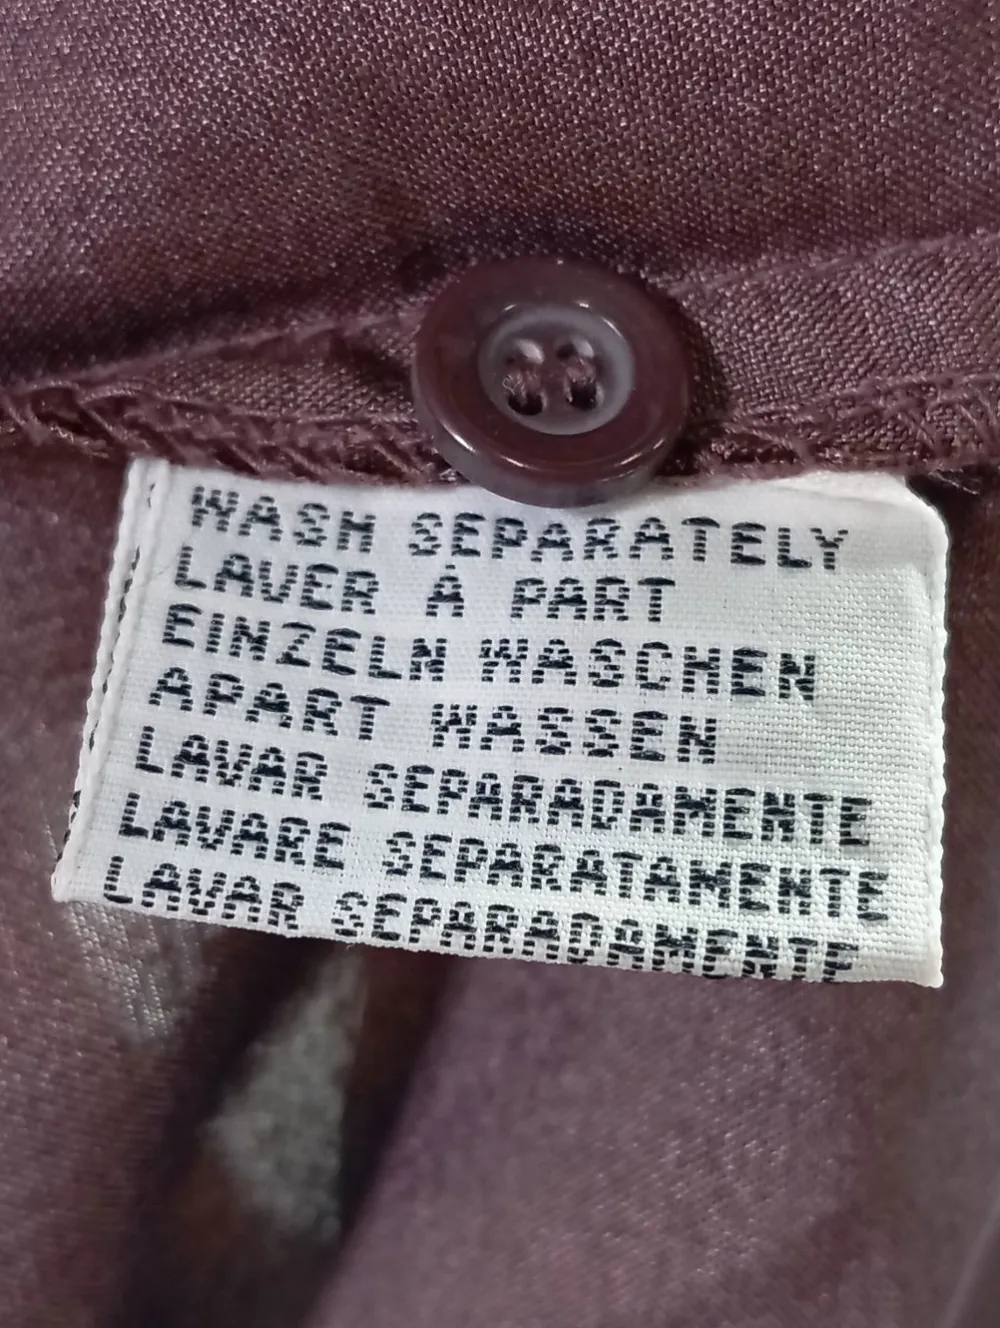 WASH SEPARATELY
LAVER À PART
EINZELN WASCHEN
APART WASSEN
LAVAR SEPARADAMENTE
LAVARE SEPARATAMENTE
LAVAR SEPARADAMENTE